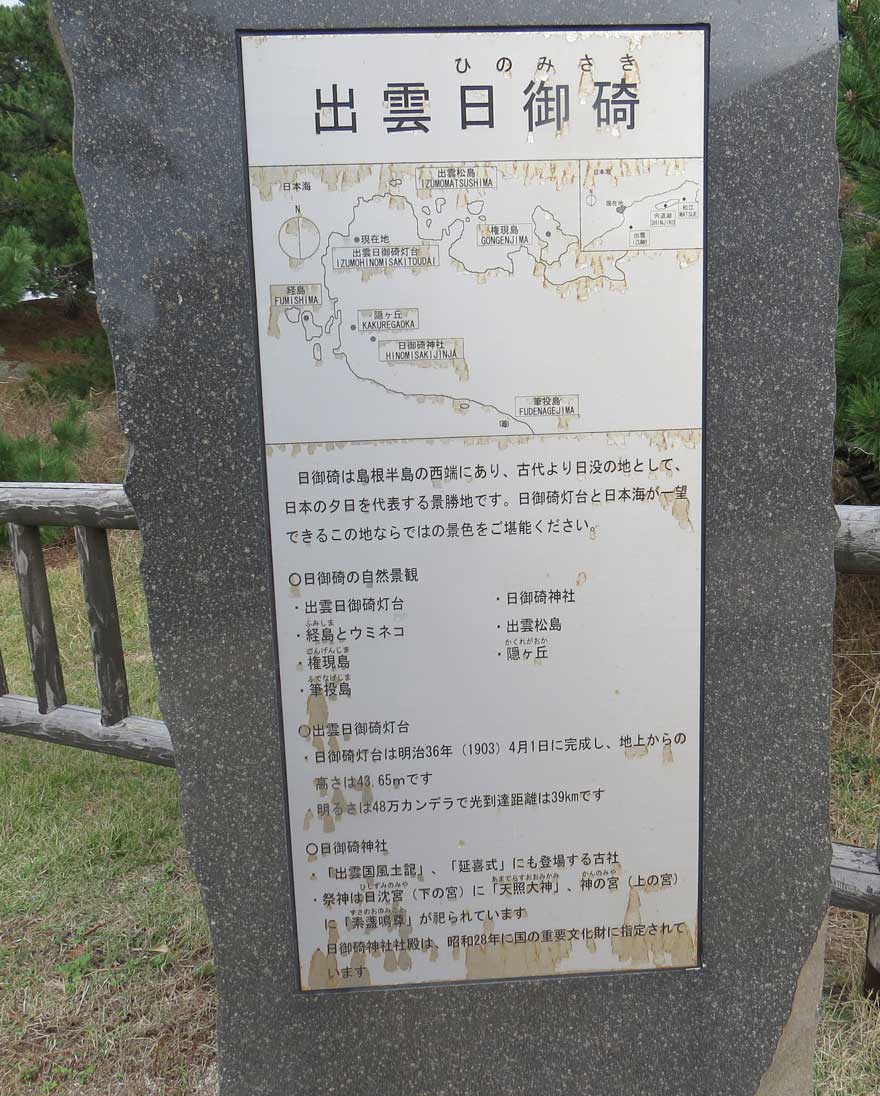 ひのみさき
出雲日御碕
日本海
出雲松島
IZUMOMATSUSHIMA
日本海
N
現在地
出雲日御碕灯台
IZUMOHINOMISAKITOUDAI
権現島
GONGENJIMA
現在地
宍道湖
SHINJIKO
松江
MATSUE
出雲
IZUMO
経島
FUMISHIMA
隠ヶ丘
KAKUREGAOKA
日御碕神社
HINOMISAKIJINJA
筆投島
FUDENAGEJIMA
日御碕は島根半島の西端にあり、古代より日没の地として、
日本の夕日を代表する景勝地です。日御碕灯台と日本海が一望
できるこの地ならではの景色をご堪能ください。
○日御碕の自然景観
・出雲日御碕灯台
・日御碕神社
ふみしま
・経島とウミネコ
・出雲松島
ごんげんじま
・権現島
かくれがおか
・隠ヶ丘
ふでなげじま
・筆投島
○出雲日御碕灯台
・日御碕灯台は明治36年（1903）4月1日に完成し、地上からの
高さは43.65mです
・明るさは48万カンデラで光到達距離は39kmです
○日御碕神社
・「出雲国風土記」、「延喜式」にも登場する古社
ひしずみのみや　あまてらすおおみかみ　かんのみや
・祭神は日沈宮（下の宮）に「天照大神」、神の宮（上の宮）
すさのおのみこと
に「素盞嗚尊」が祀られています
・日御碕神社社殿は、昭和28年に国の重要文化財に指定されて
います